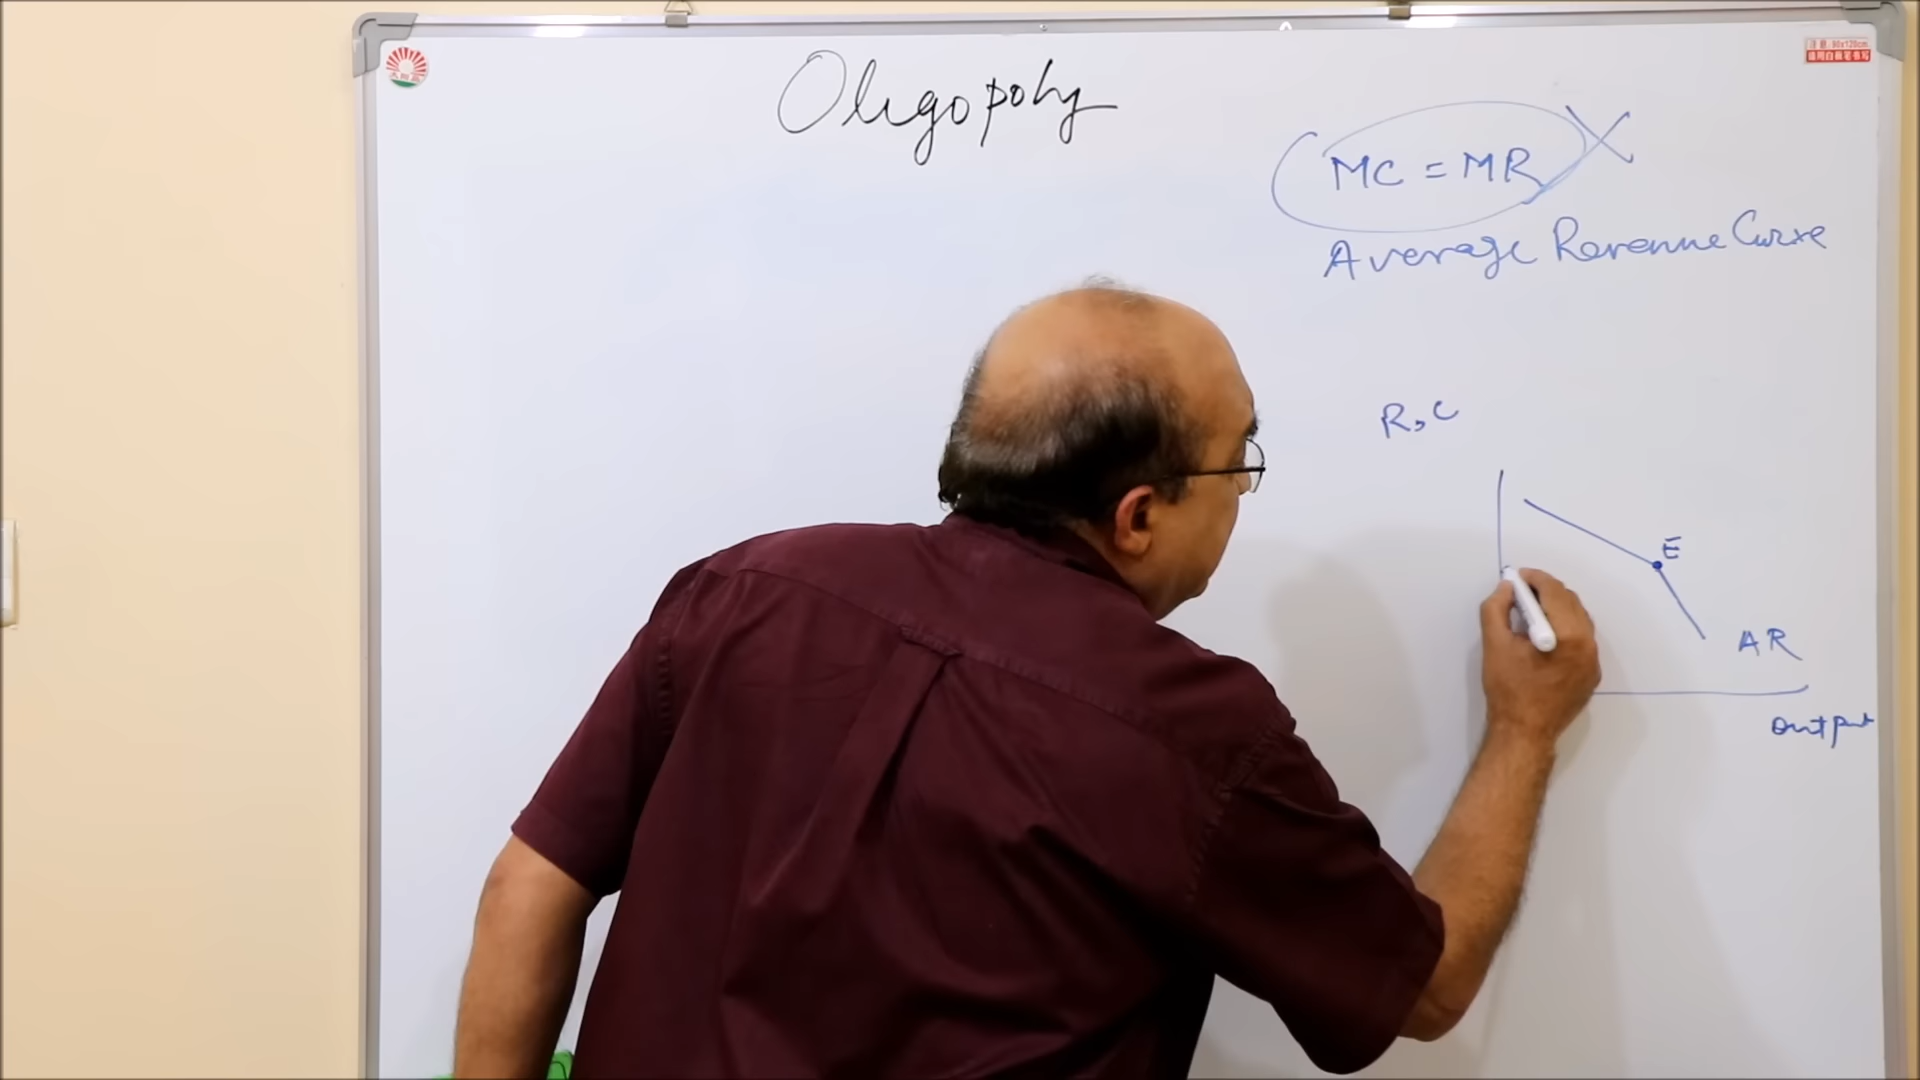 Oligopoly
MC = MR
Average Revenue Curve
R, C
E
AR
output